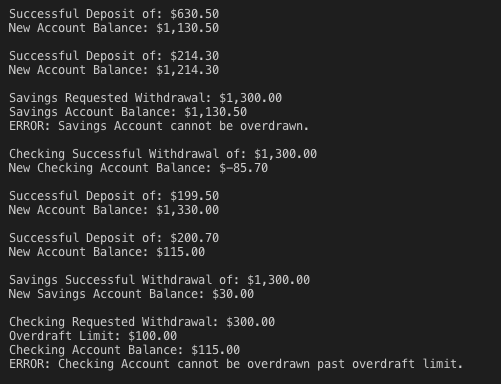 Successful Deposit of: $630.50
New Account Balance: $1,130.50
Successful Deposit of: $214.30
New Account Balance: $1,214.30
Savings Requested Withdrawal: $1,300.00
Savings Account Balance: $1,130.50
ERROR: Savings Account cannot be overdrawn.
Checking Successful Withdrawal of: $1,300.00
New Checking Account Balance: $-85.70
Successful Deposit of: $199.50
New Account Balance: $1,330.00
Successful Deposit of: $200.70
New Account Balance: $115.00
Savings Successful Withdrawal of: $1,300.00
New Savings Account Balance: $30.00
Checking Requested Withdrawal: $300.00
Overdraft Limit: $100.00
Checking Account Balance: $115.00
ERROR: Checking Account cannot be overdrawn past overdraft limit.